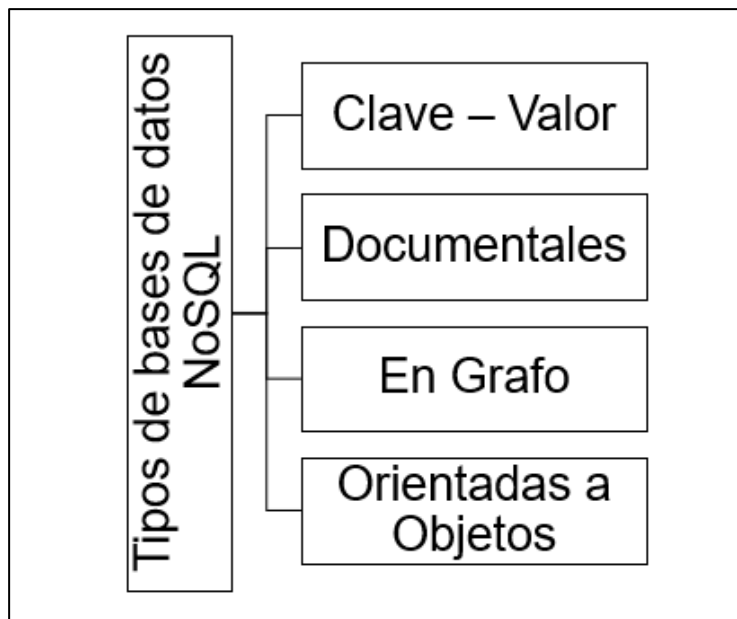 Tipos de bases de datos
NoSQL
Clave – Valor
Documentales
En Grafo
Orientadas a
Objetos